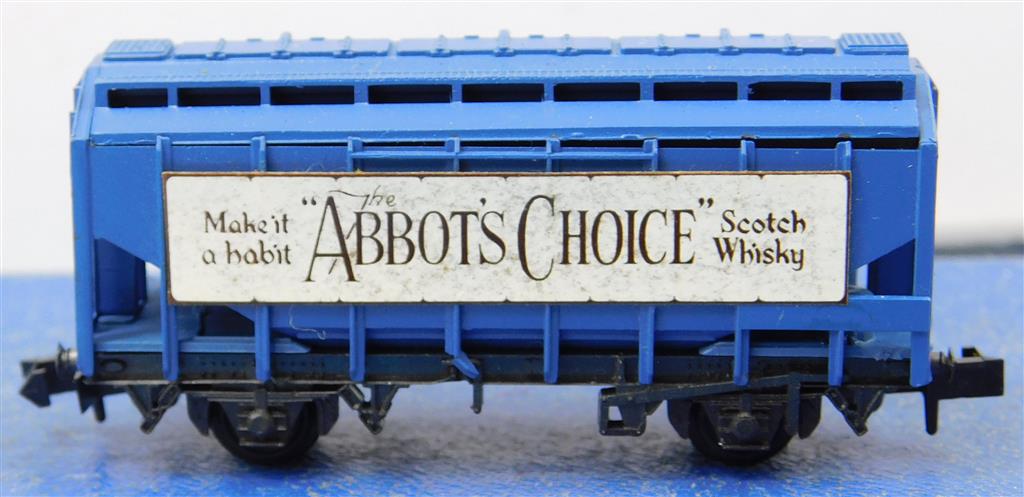 Make it
a habit
"The
ABBOT'S CHOICE"
Scotch
Whisky